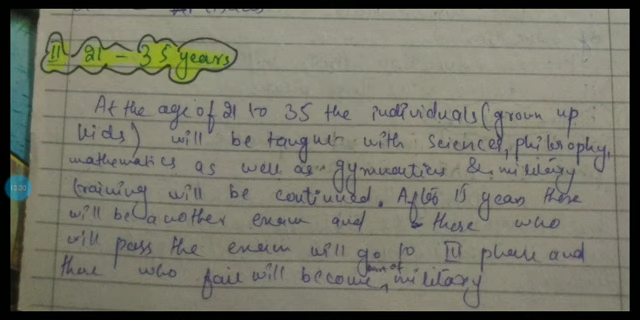 II - 21 - 35 years
At the age of 21 to 35 the individuals (grown up
kids) will be taught with sciences, philosophy,
mathematics as well as gymnastics & military
training will be continued. After 15 years there
will be another exam and those who
will pass the exam will go to III phase and
those who fail will become part of military
13:30